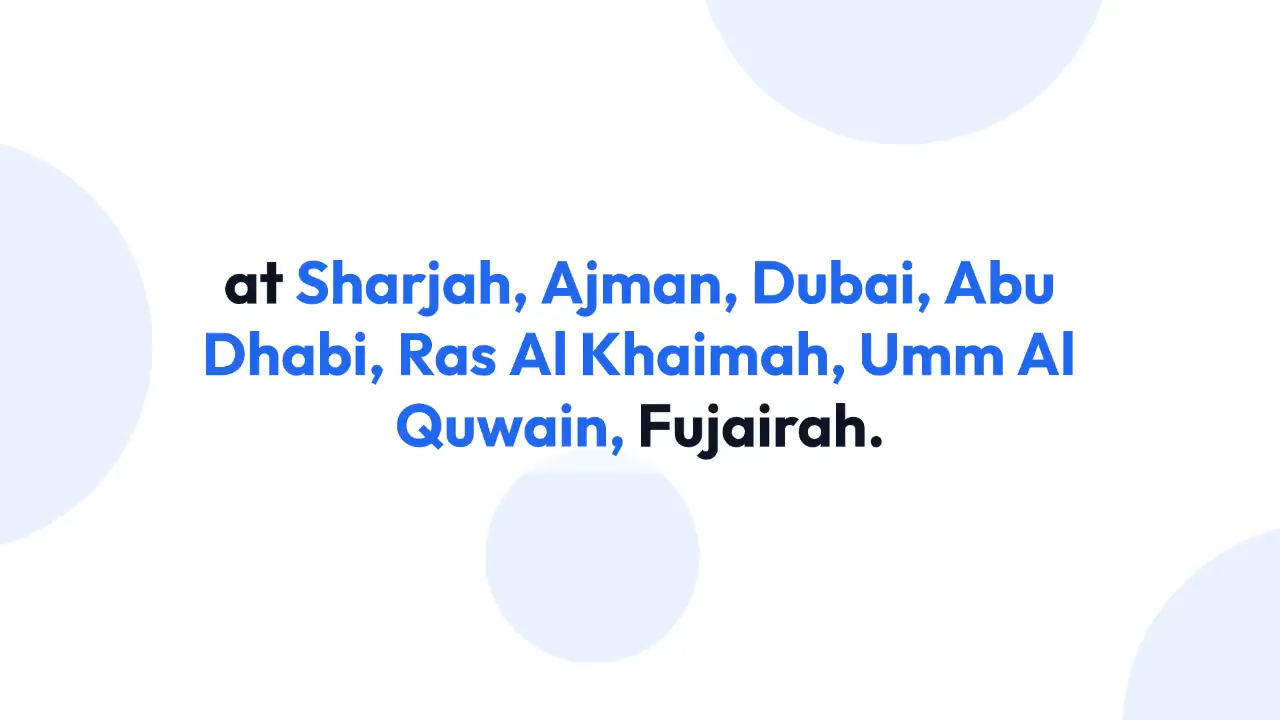 at Sharjah, Ajman, Dubai, Abu
Dhabi, Ras Al Khaimah, Umm Al
Quwain, Fujairah.